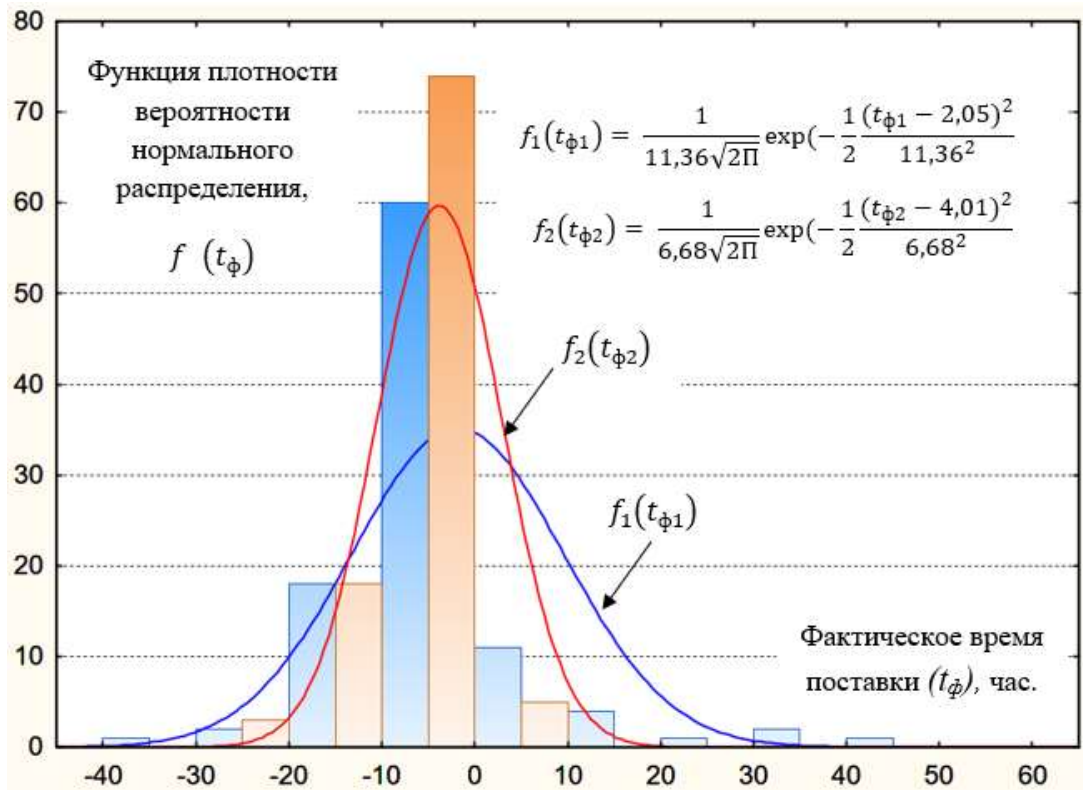 80
70
60
50
40
30
20
10
0
Функция плотности
вероятности
нормального
распределения,
f (tф)
f₁(tф1) = 1/(11,36√2П) exp(−1/2 (tф1 − 2,05)²/11,36²
f₂(tф2) = 1/(6,68√2П) exp(−1/2 (tф2 − 4,01)²/6,68²
f₂(tф2)
f₁(tф1)
Фактическое время
поставки (tф), час.
-40 -30 -20 -10 0 10 20 30 40 50 60